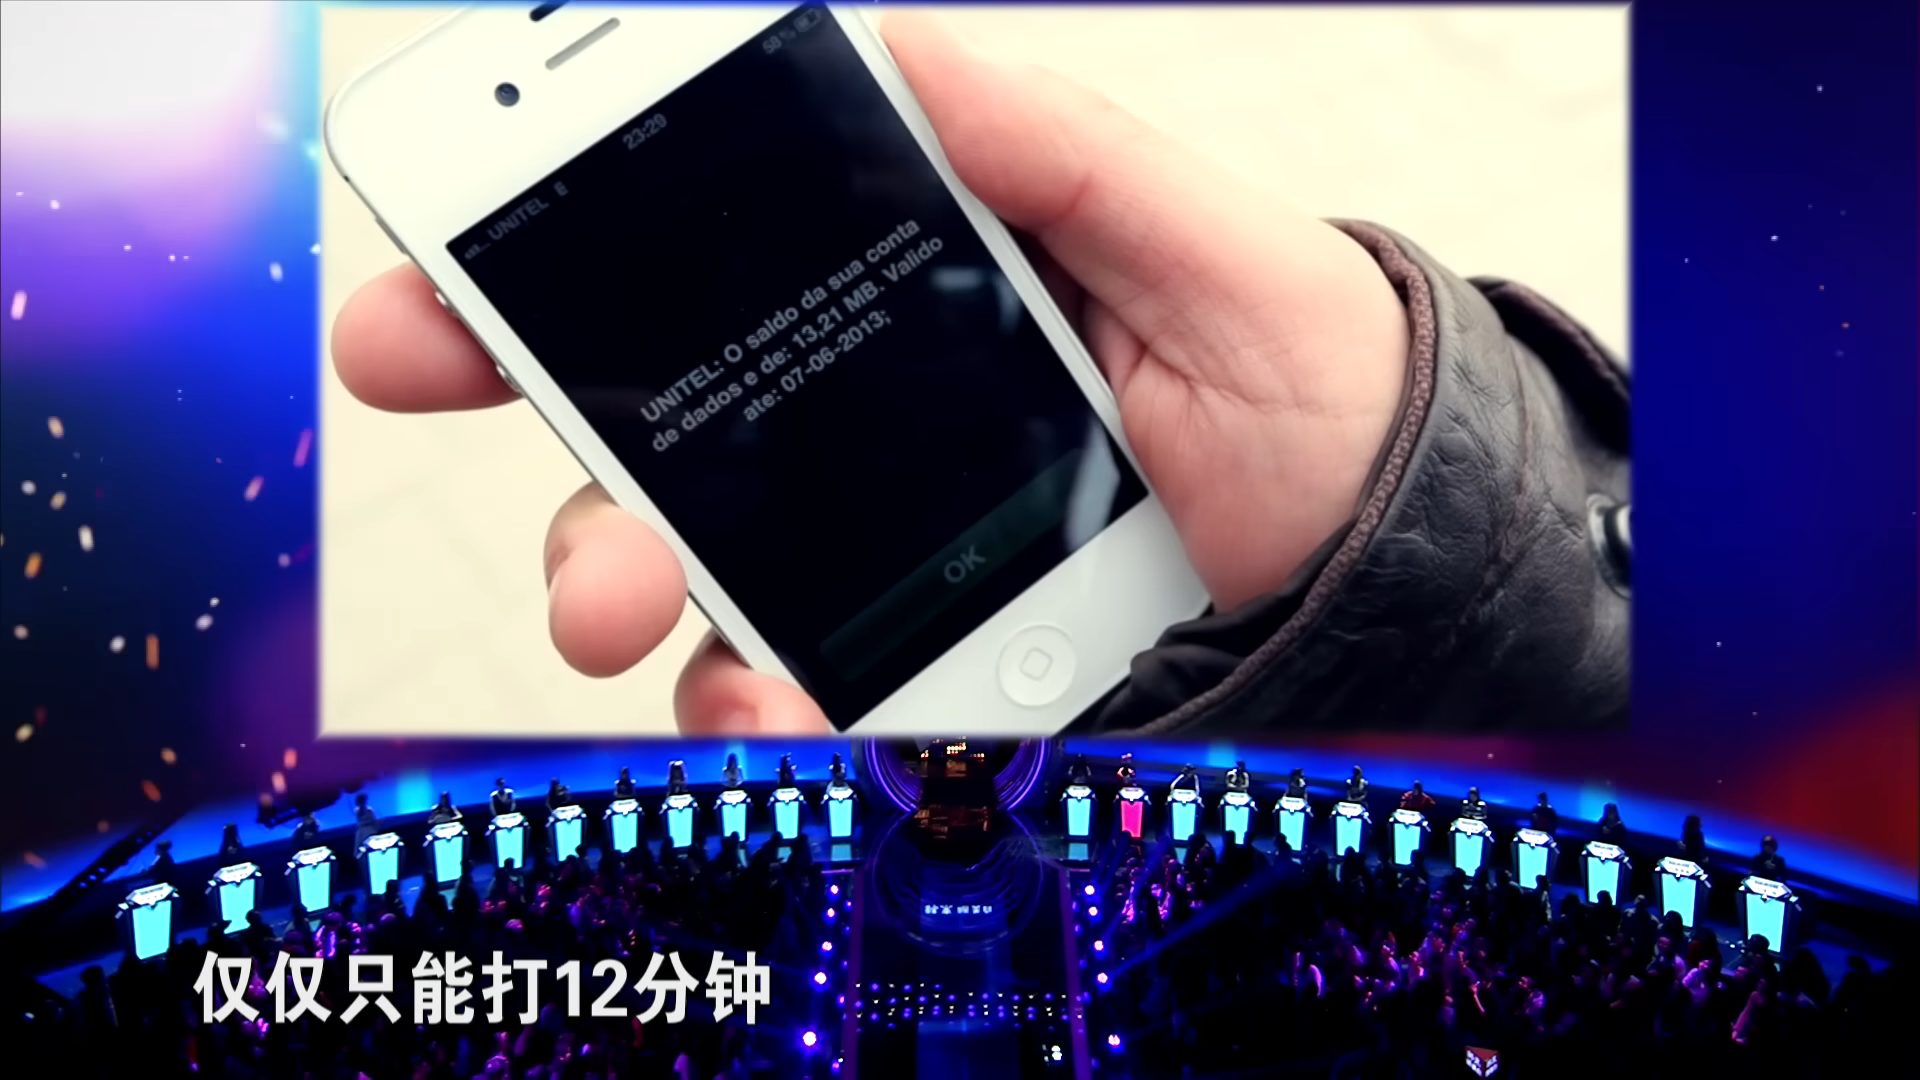 58%
23:29
UNITEL E
UNITEL: O saldo da sua conta
de dados e de: 13,21 MB. Valido
ate: 07-06-2013;
OK
仅仅只能打12分钟